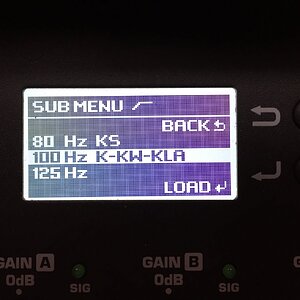 SUB MENU
BACK
80 Hz KS
100 Hz K-KW-KLA
125 Hz
LOAD
GAIN A GAIN B
0dB SIG 0dB SIG